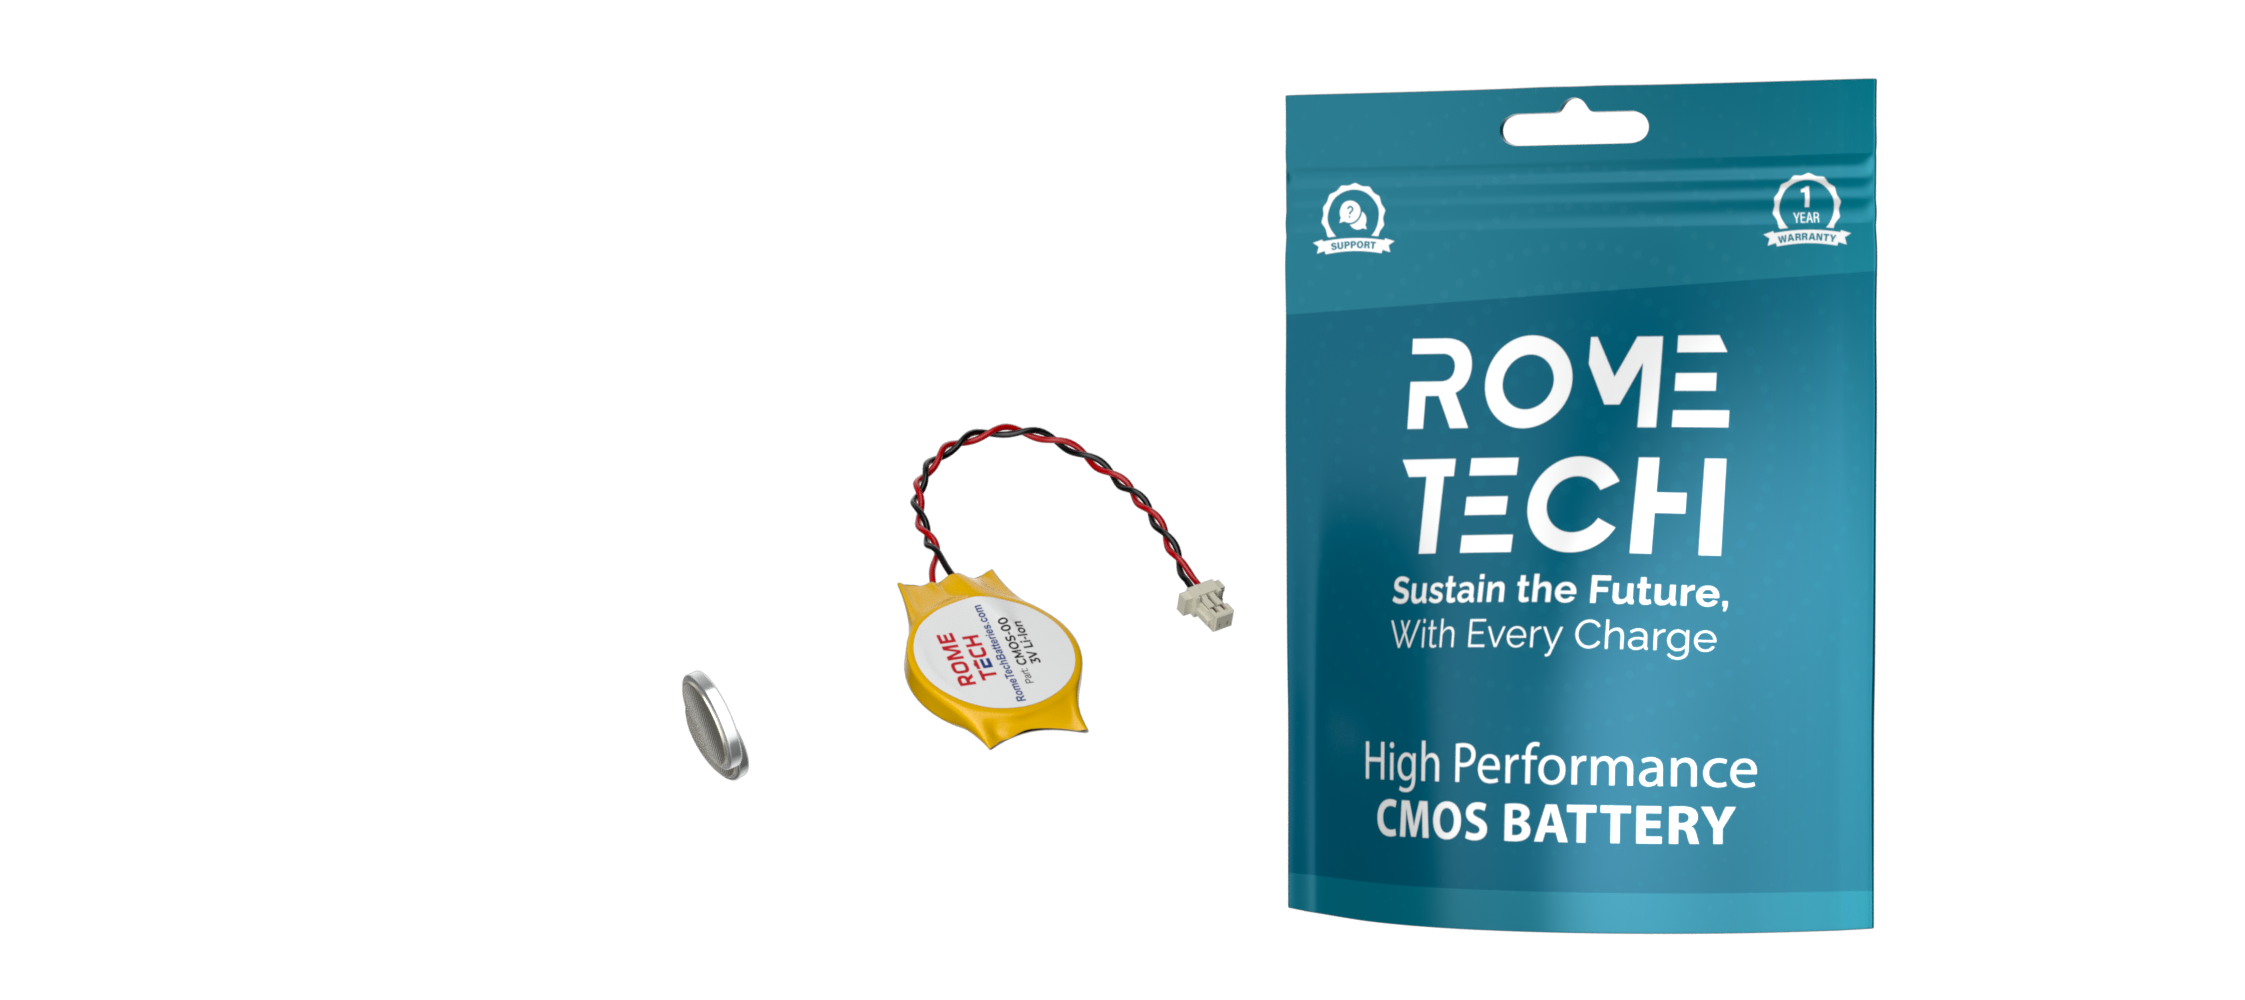 SUPPORT
1
YEAR
WARRANTY
ROME
TECH
Sustain the Future,
With Every Charge
High Performance
CMOS BATTERY
ROME
TECH
RomeTechBatteries.com
Part: CMOS-00
3V Li-Ion